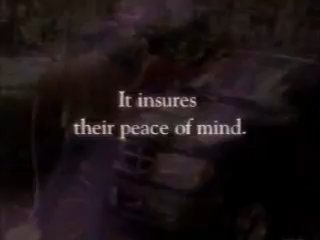 It insures
their peace of mind.